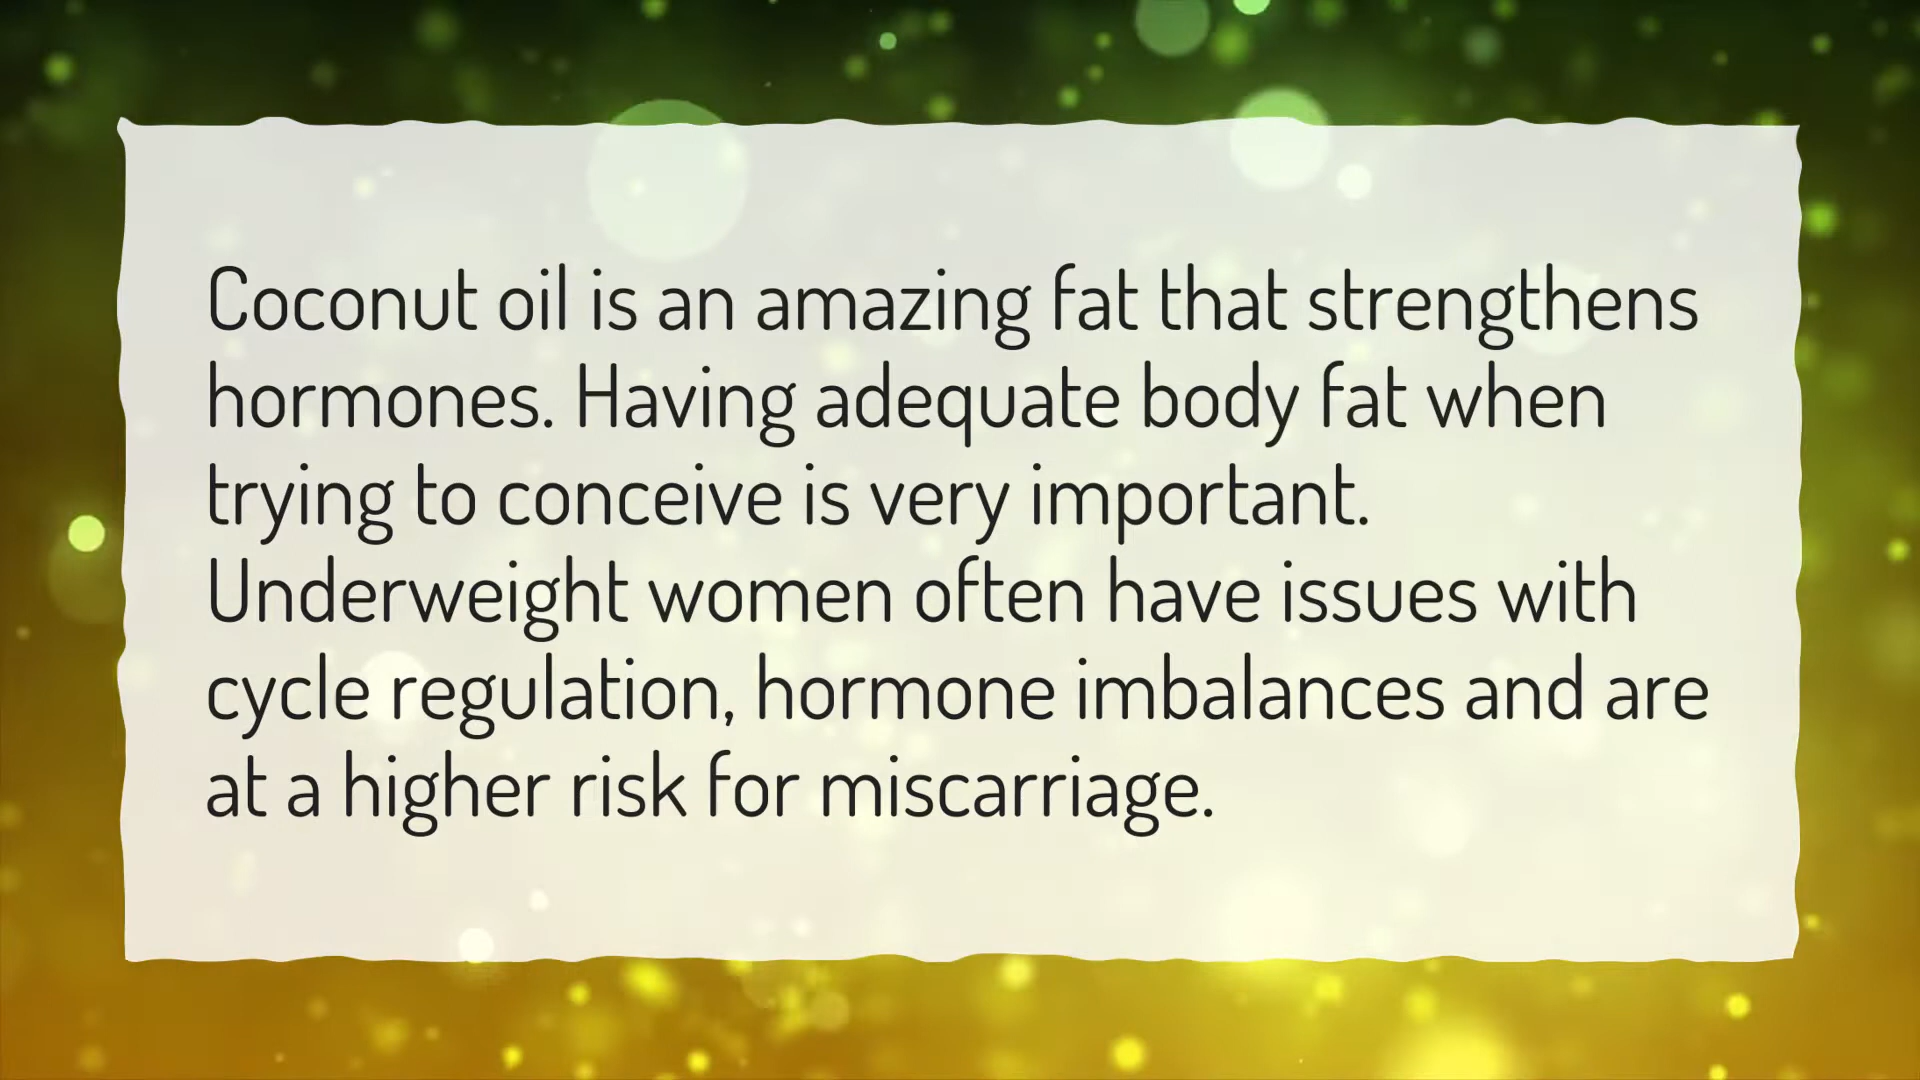 Coconut oil is an amazing fat that strengthens
hormones. Having adequate body fat when
trying to conceive is very important.
Underweight women often have issues with
cycle regulation, hormone imbalances and are
at a higher risk for miscarriage.